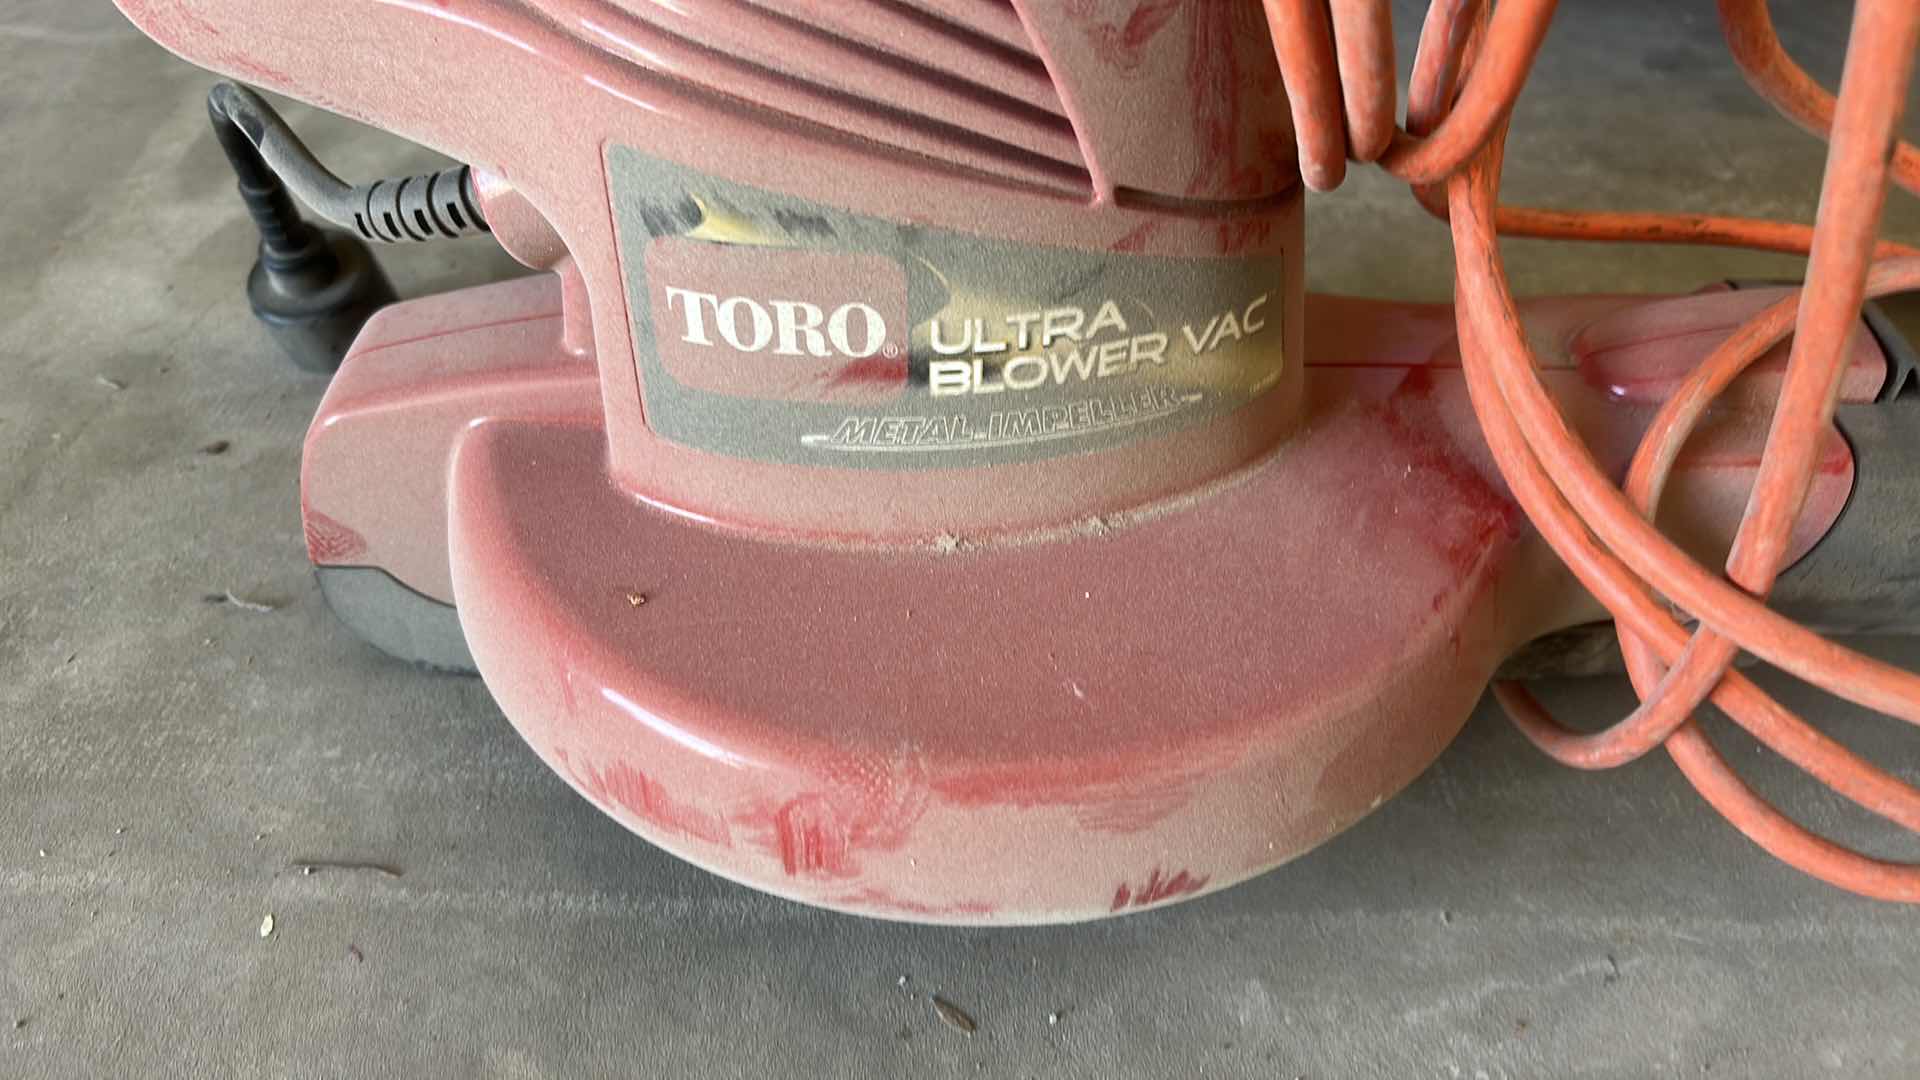 TORO®
ULTRA
BLOWER VAC
METAL IMPELLER